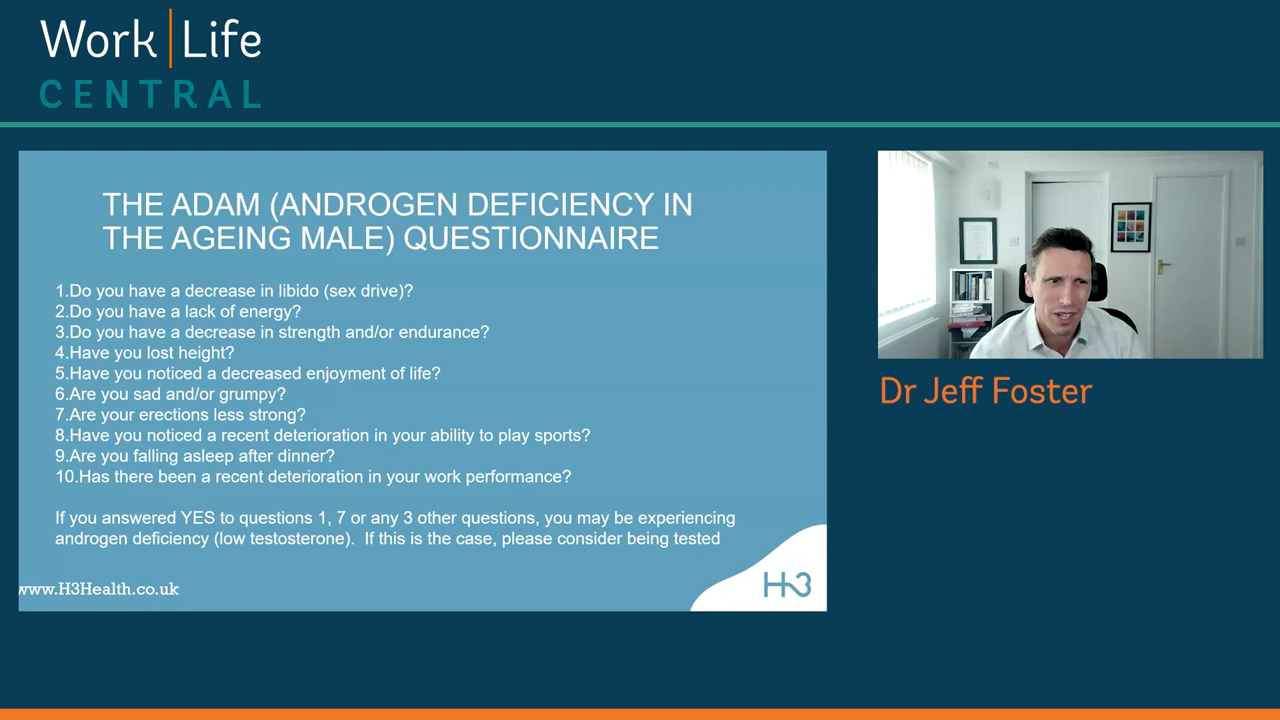 Work Life
CENTRAL
THE ADAM (ANDROGEN DEFICIENCY IN
THE AGEING MALE) QUESTIONNAIRE
1.Do you have a decrease in libido (sex drive)?
2.Do you have a lack of energy?
3.Do you have a decrease in strength and/or endurance?
4.Have you lost height?
5.Have you noticed a decreased enjoyment of life?
6.Are you sad and/or grumpy?
7.Are your erections less strong?
8.Have you noticed a recent deterioration in your ability to play sports?
9.Are you falling asleep after dinner?
10.Has there been a recent deterioration in your work performance?
If you answered YES to questions 1, 7 or any 3 other questions, you may be experiencing
androgen deficiency (low testosterone).  If this is the case, please consider being tested
www.H3Health.co.uk
H3
Dr Jeff Foster